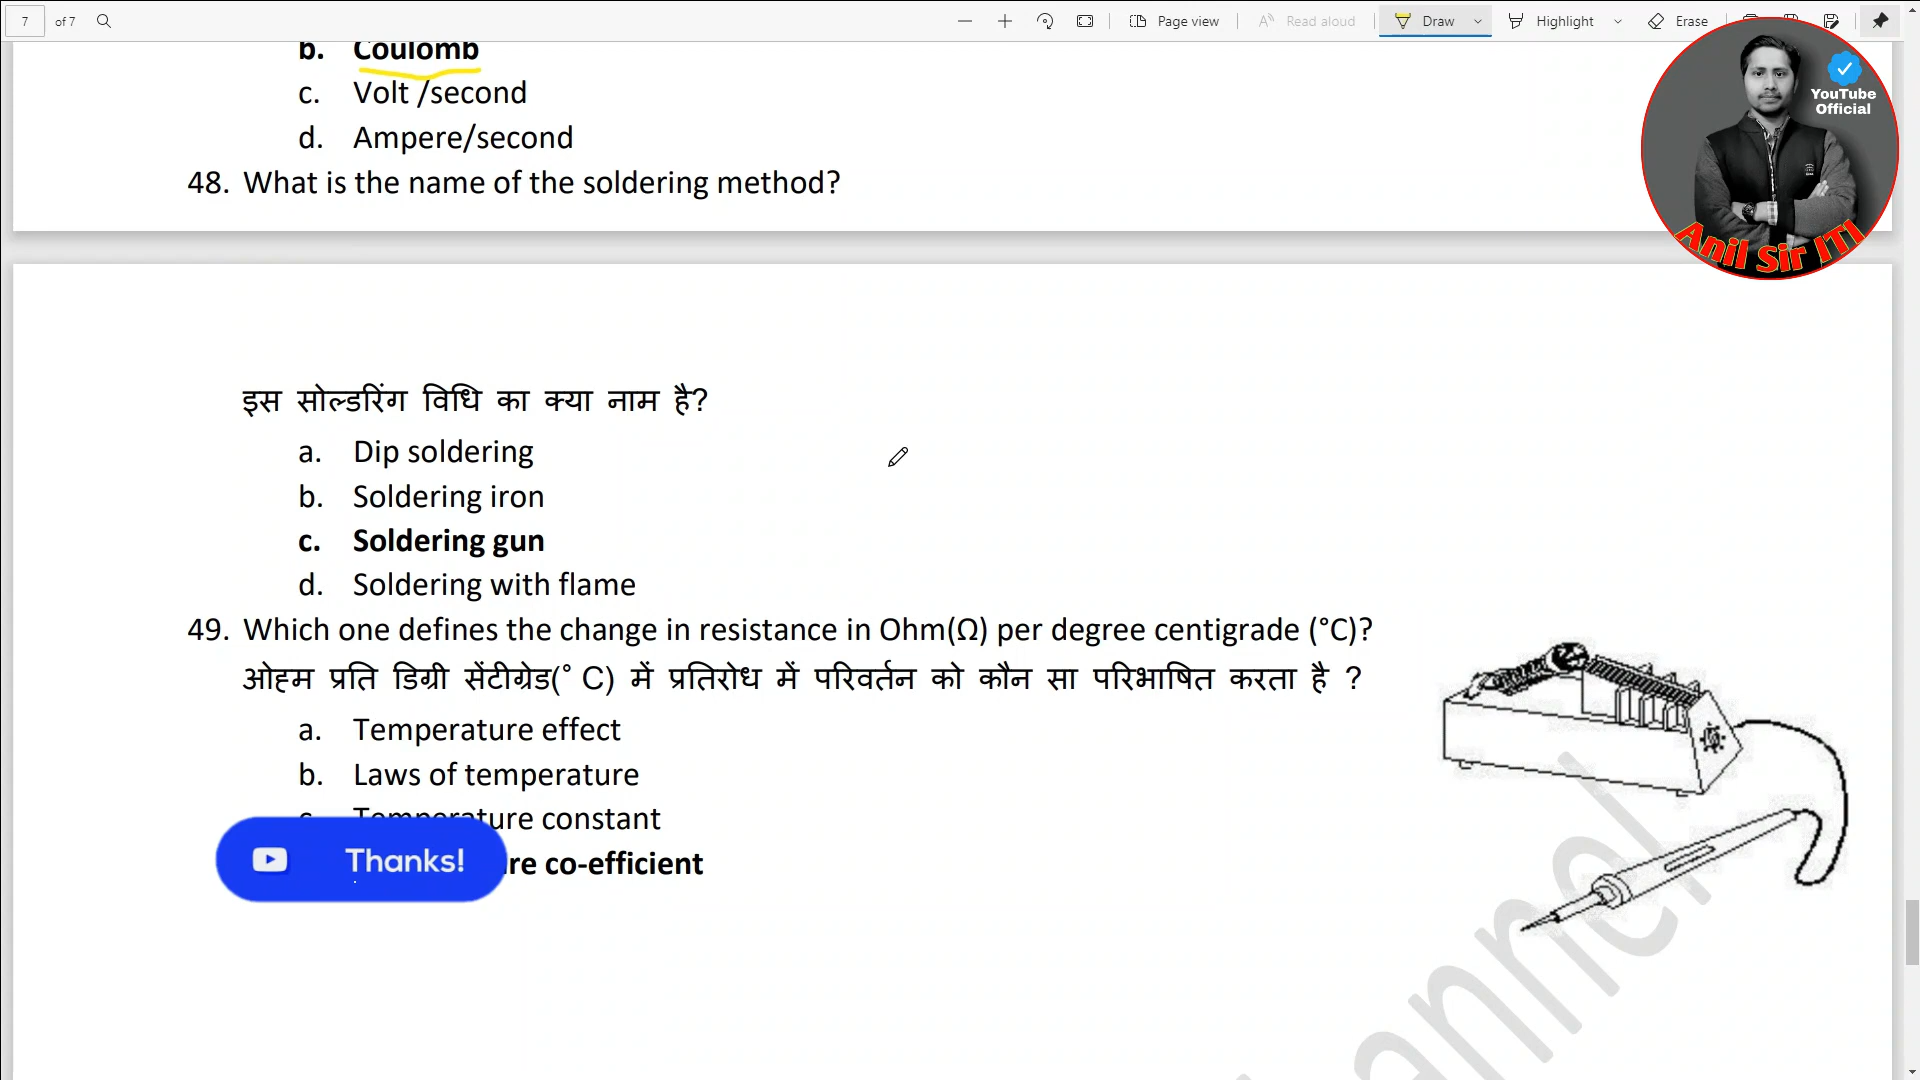 7 of 7 Page view Read aloud Draw Highlight Erase
b. Coulomb
c. Volt /second
d. Ampere/second
48. What is the name of the soldering method?
YouTube
Official
Anil Sir ITI
इस सोल्डरिंग विधि का क्या नाम है?
a. Dip soldering
b. Soldering iron
c. Soldering gun
d. Soldering with flame
49. Which one defines the change in resistance in Ohm(Ω) per degree centigrade (°C)?
ओह्म प्रति डिग्री सेंटीग्रेड(° C) में प्रतिरोध में परिवर्तन को कौन सा परिभाषित करता है ?
a. Temperature effect
b. Laws of temperature
c. Temperature constant
Thanks!
co-efficient